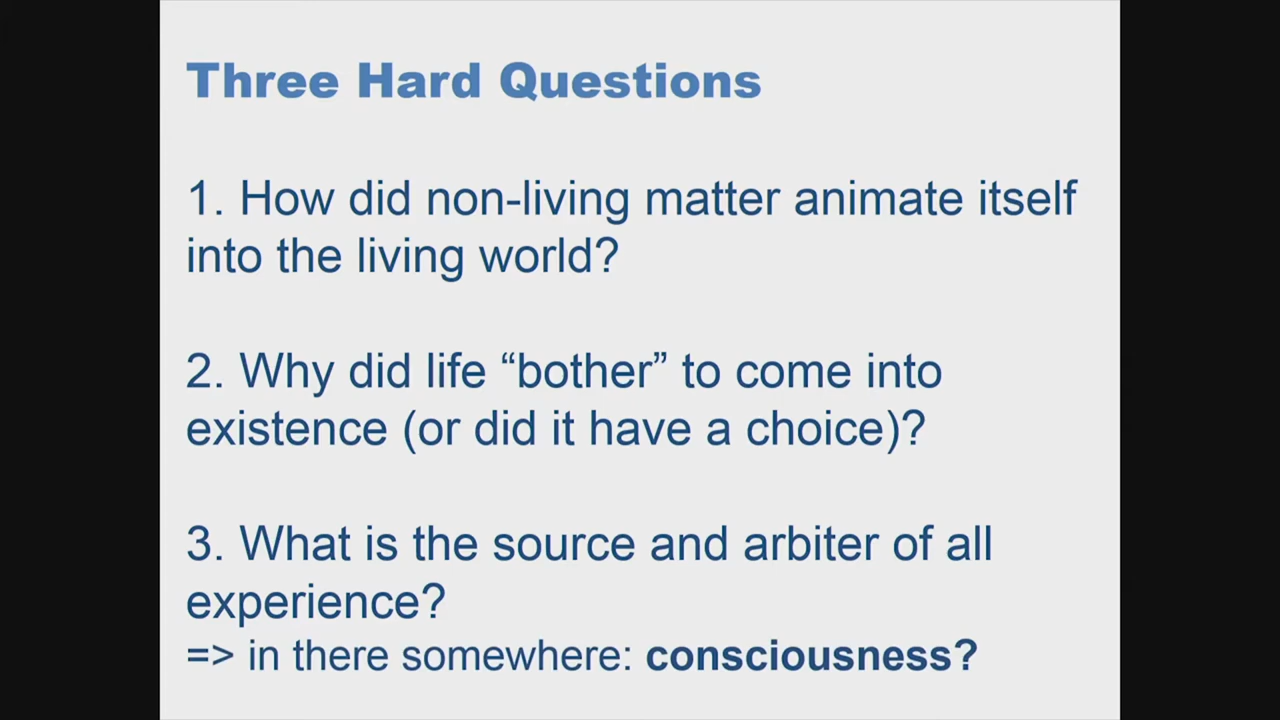 Three Hard Questions
1. How did non-living matter animate itself
into the living world?
2. Why did life “bother” to come into
existence (or did it have a choice)?
3. What is the source and arbiter of all
experience?
=> in there somewhere: consciousness?